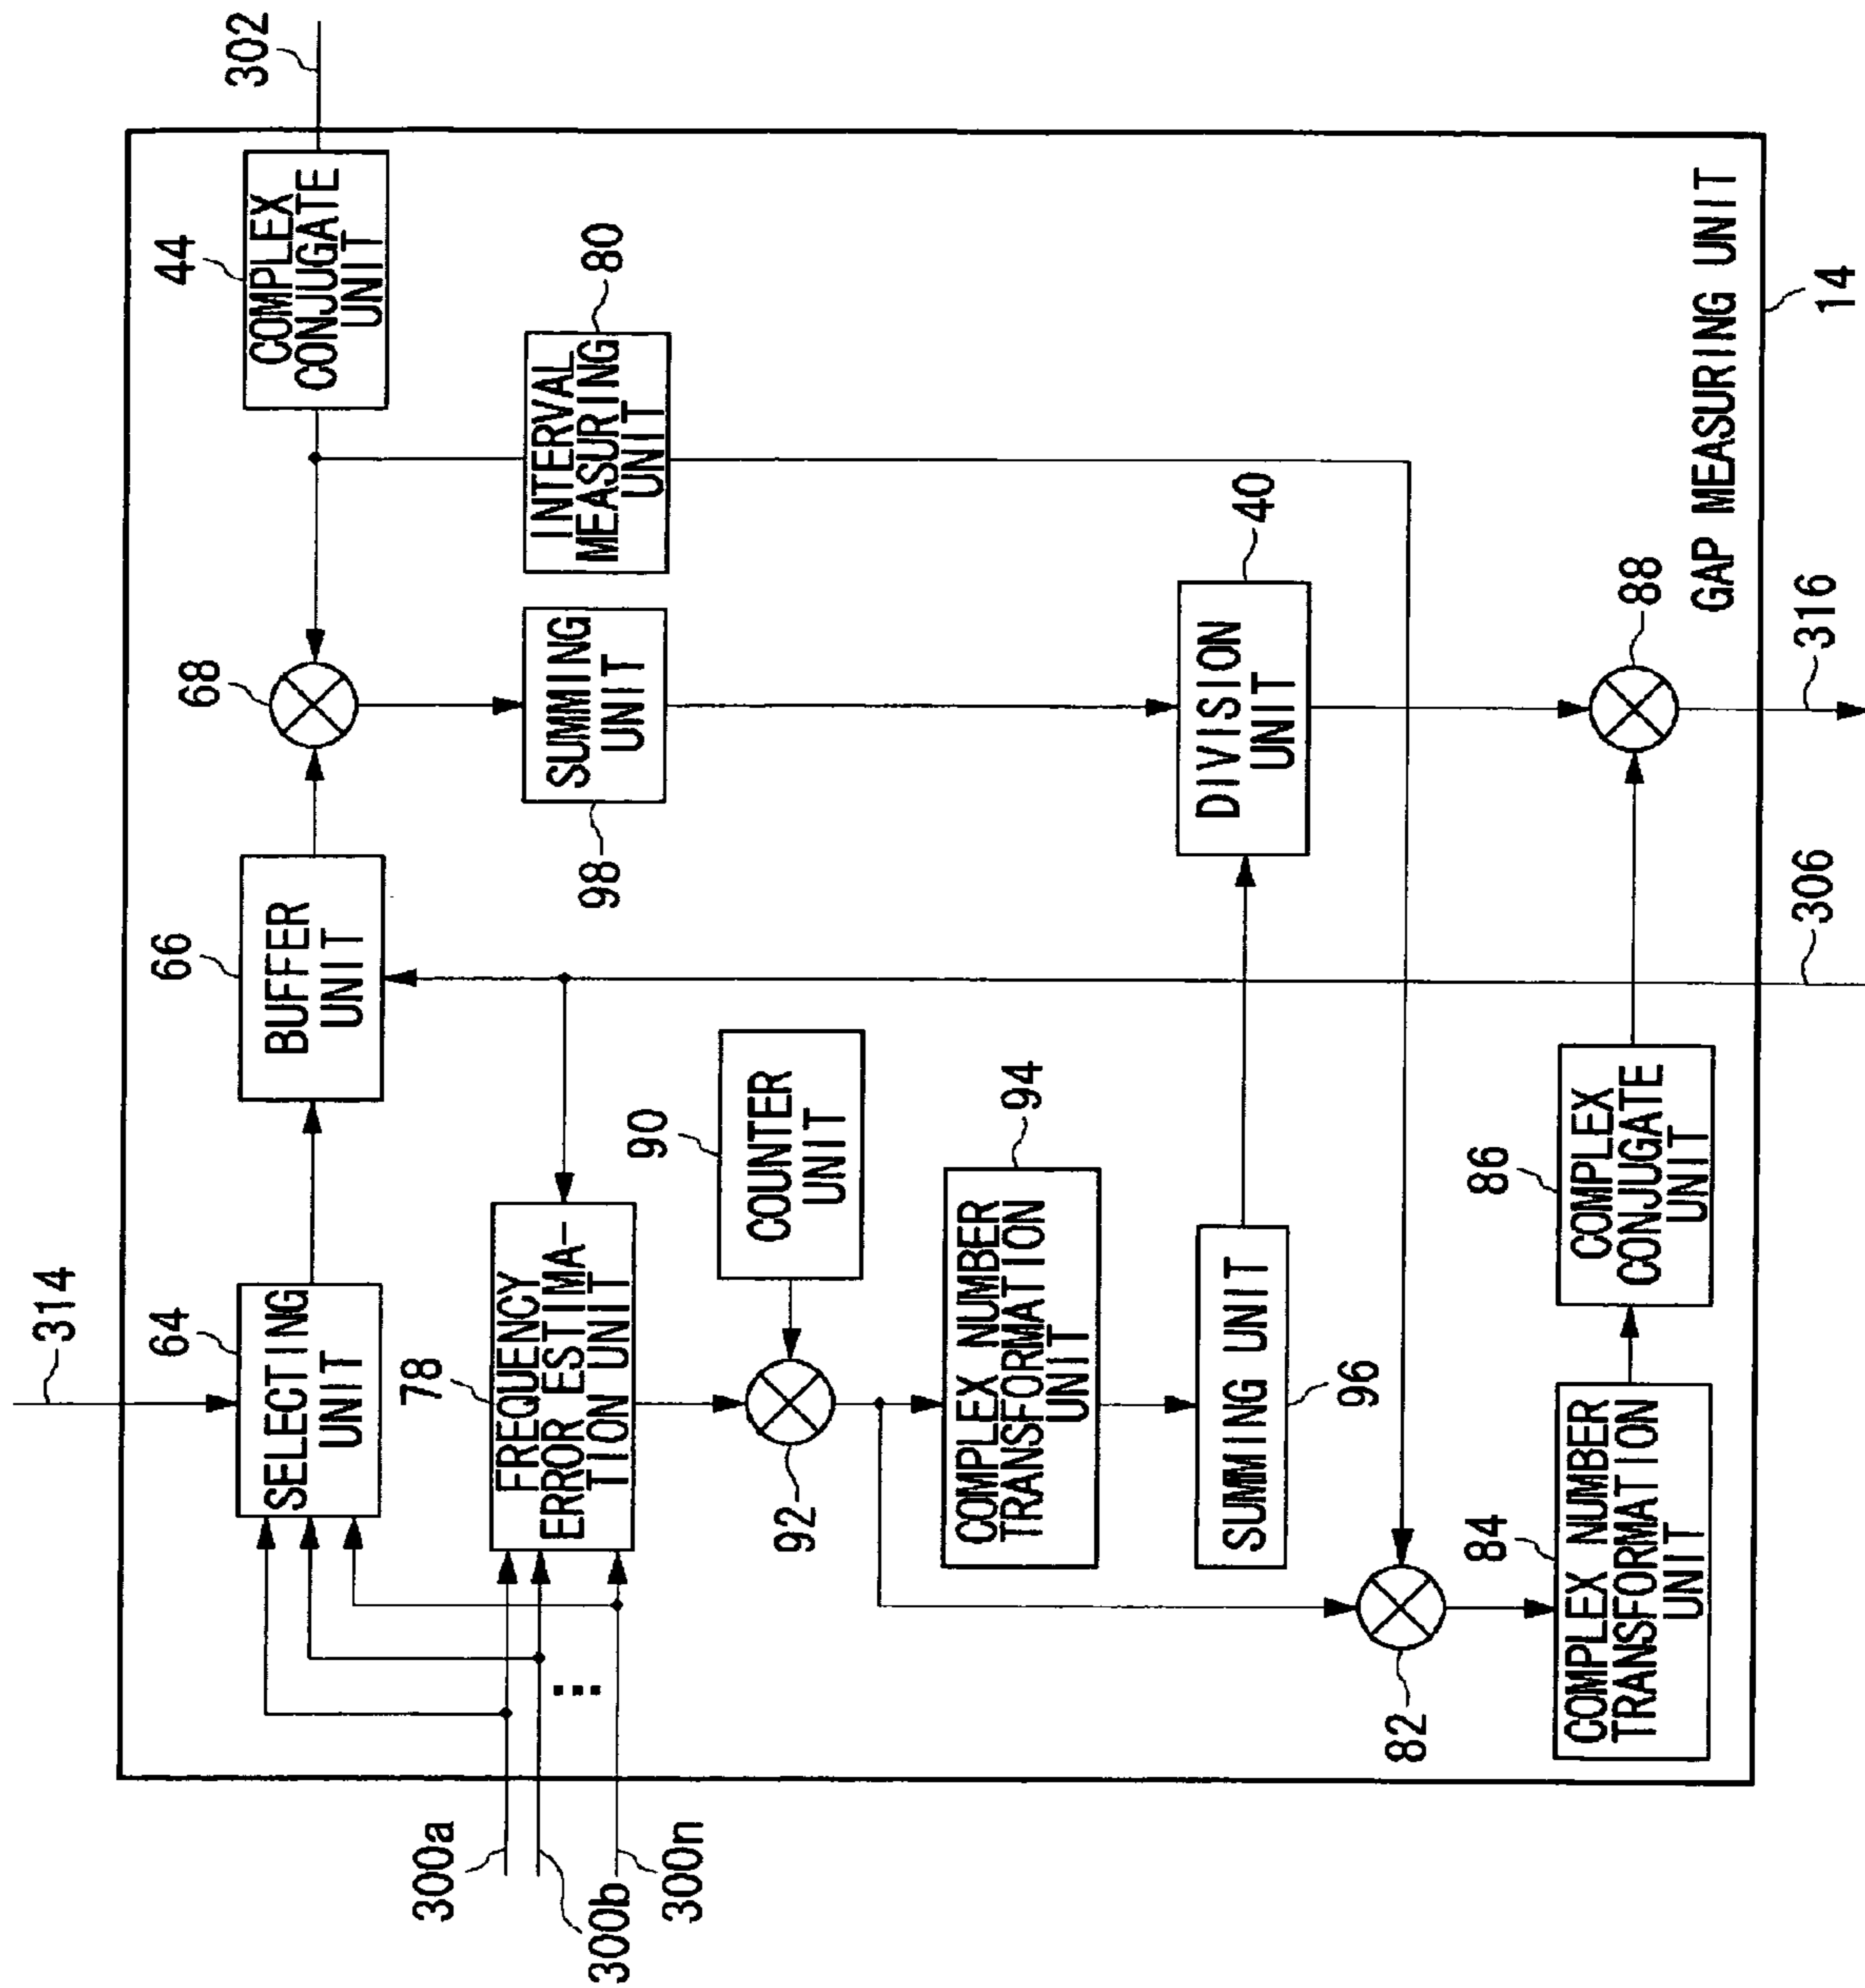 314
64
SELECTING
UNIT
66
BUFFER
UNIT
68
44
COMPLEX
CONJUGATE
UNIT
302
300a
300b
300n
78
FREQUENCY
ERROR ESTIMA-
TION UNIT
98
SUMMING
UNIT
INTERVAL
MEASURING
UNIT
80
92
90
COUNTER
UNIT
COMPLEX NUMBER
TRANSFORMATION
UNIT
94
SUMMING UNIT
96
DIVISION
UNIT
40
82
84
COMPLEX NUMBER
TRANSFORMATION
UNIT
86
COMPLEX
CONJUGATE
UNIT
88
GAP MEASURING UNIT
14
306
316